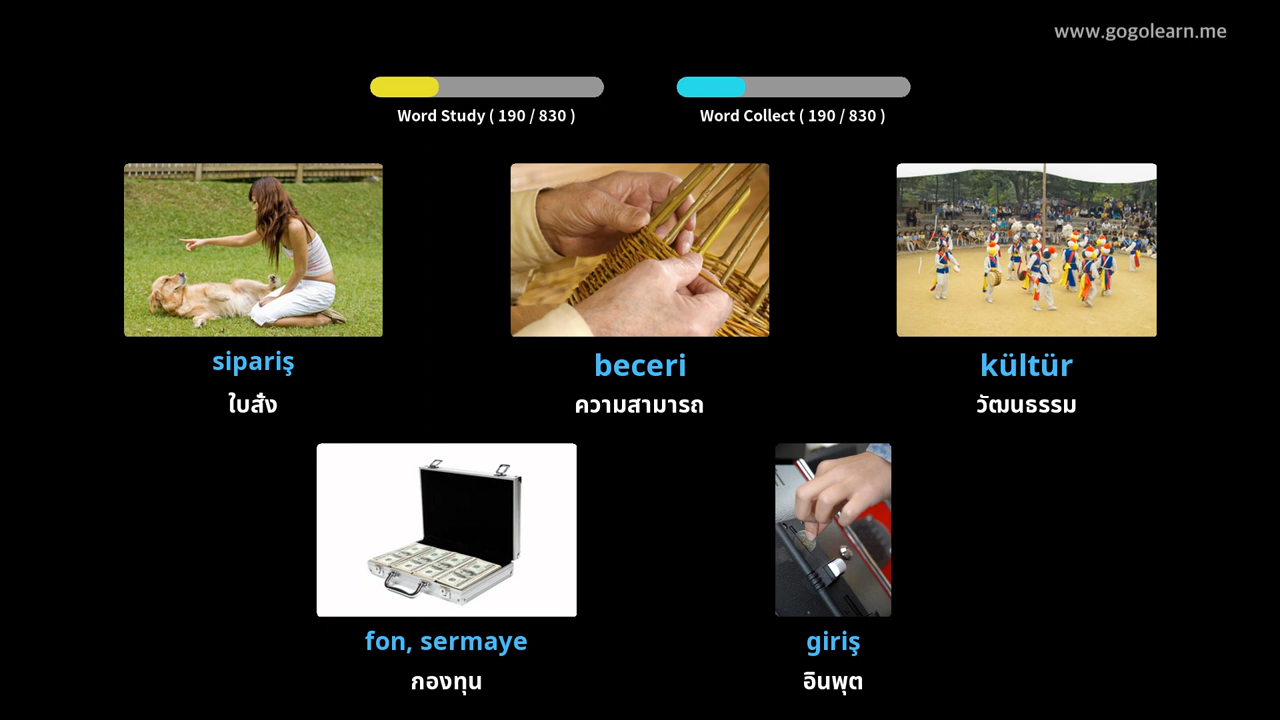 www.gogolearn.me
Word Study ( 190 / 830 )
Word Collect ( 190 / 830 )
sipariş
ใบสั่ง
beceri
ความสามารถ
kültür
วัฒนธรรม
fon, sermaye
กองทุน
giriş
อินพุต